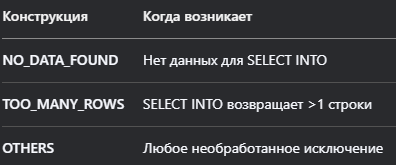 Конструкция Когда возникает
NO_DATA_FOUND Нет данных для SELECT INTO
TOO_MANY_ROWS SELECT INTO возвращает >1 строки
OTHERS Любое необработанное исключение